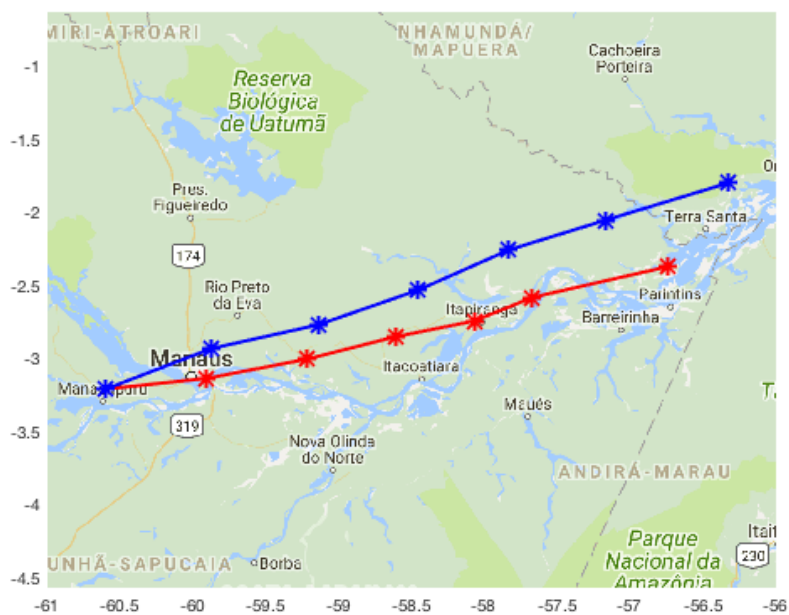 MIRI-ATROARI
NHAMUNDÁ/
MAPUERA
Cachoeira
Porteira
-1
Reserva
Biológica
de Uatumã
-1.5
Pres.
Figueiredo
-2
Terra Santa
174
-2.5
Rio Preto
da Eva
Itapiranga
Parintins
Barreirinha
-3
Manaus
Itacoatiara
Manacapuru
Maués
319
-3.5
Nova Olinda
do Norte
ANDIRÁ-MARAU
-4
Parque
Nacional da
Amazônia
230
UNHÃ-SAPUCAIA
Borba
-4.5
-61 -60.5 -60 -59.5 -59 -58.5 -58 -57.5 -57 -56.5 -56